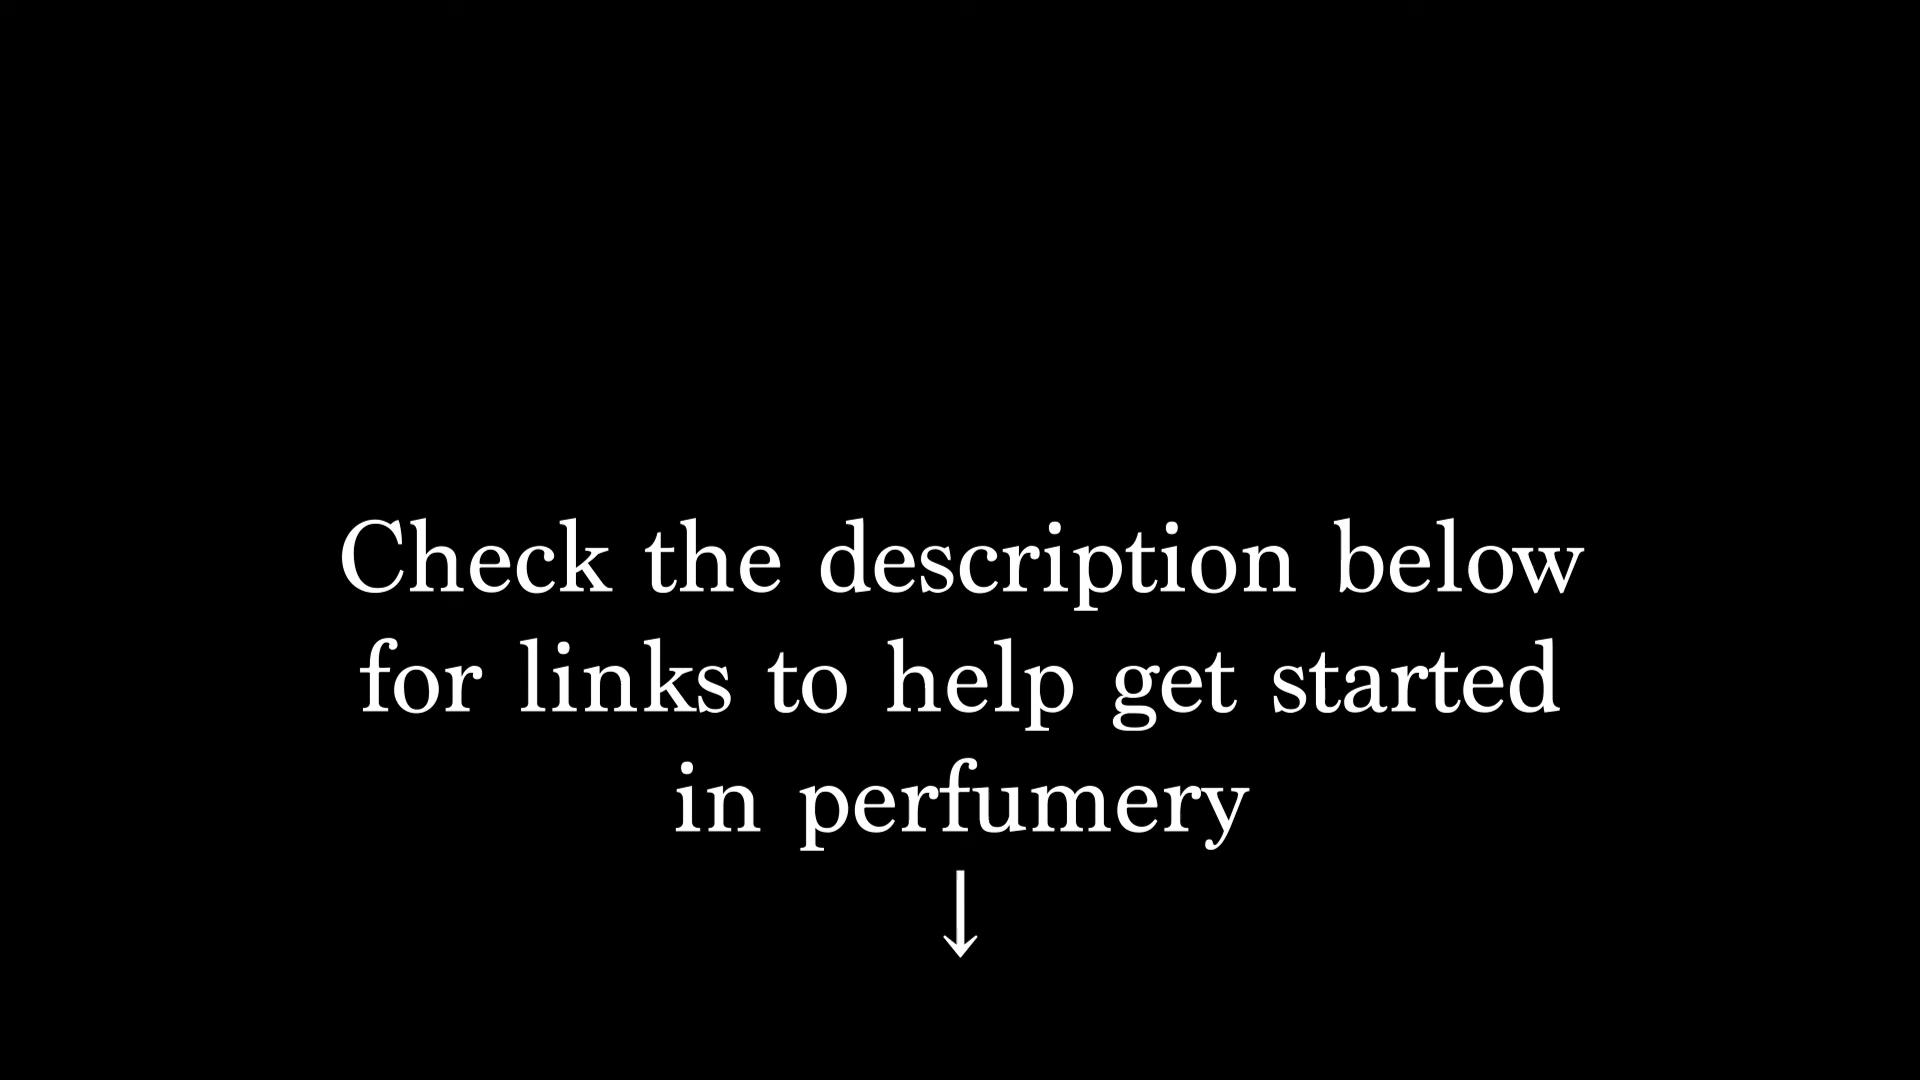 Check the description below
for links to help get started
in perfumery
↓